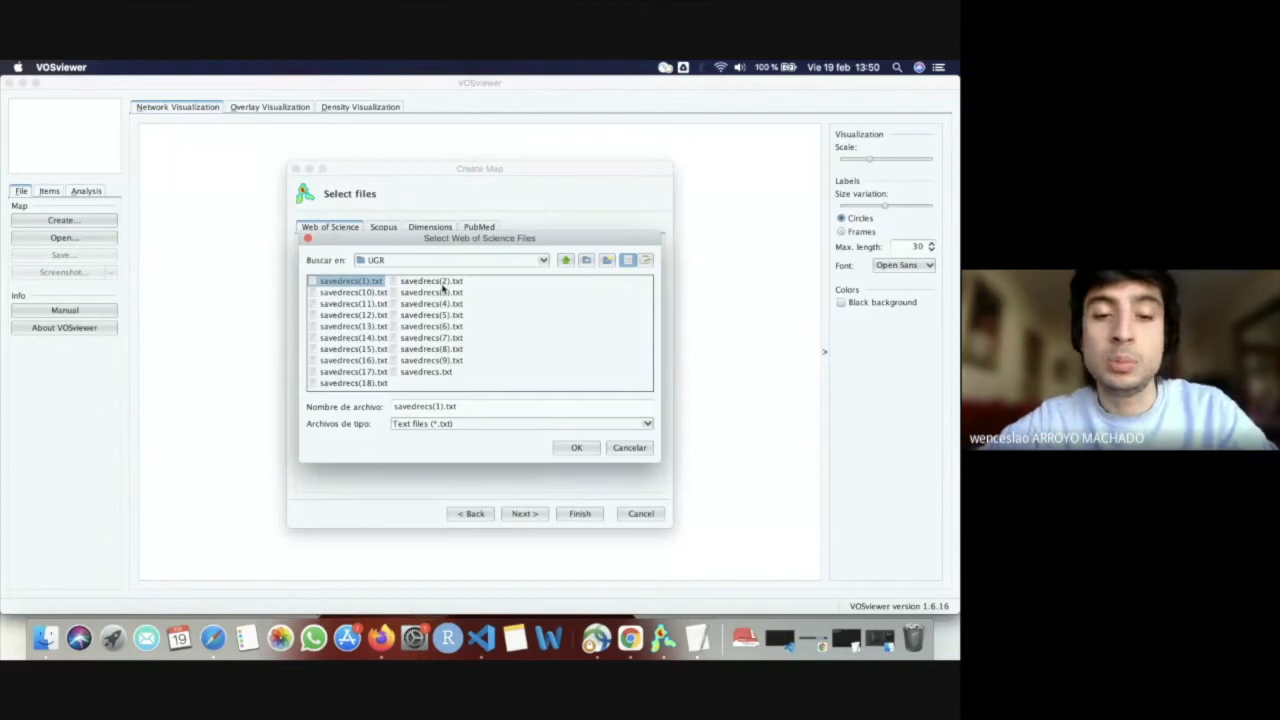 VOSviewer
100 %
Vie 19 feb 13:50
VOSviewer
Network Visualization
Overlay Visualization
Density Visualization
File
Items
Analysis
Map
Create...
Open...
Save...
Screenshot...
Info
Manual
About VOSviewer
Create Map
Select files
Web of Science
Scopus
Dimensions
PubMed
Select Web of Science Files
Buscar en:
UGR
savedrecs(1).txt
savedrecs(10).txt
savedrecs(11).txt
savedrecs(12).txt
savedrecs(13).txt
savedrecs(14).txt
savedrecs(15).txt
savedrecs(16).txt
savedrecs(17).txt
savedrecs(18).txt
savedrecs(2).txt
savedrecs(3).txt
savedrecs(4).txt
savedrecs(5).txt
savedrecs(6).txt
savedrecs(7).txt
savedrecs(8).txt
savedrecs(9).txt
savedrecs.txt
Nombre de archivo:
savedrecs(1).txt
Archivos de tipo:
Text files (*.txt)
OK
Cancelar
< Back
Next >
Finish
Cancel
Visualization
Scale:
Labels
Size variation:
Circles
Frames
Max. length:
30
Font:
Open Sans
Colors
Black background
>
VOSviewer version 1.6.16
19
R
W
wenceslao ARROYO MACHADO